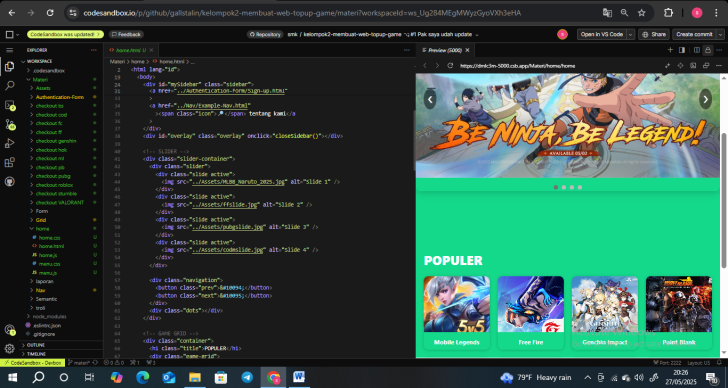 codesandbox.io/p/github/gallstalin/kelompok2-membuat-web-topup-game/materi?workspaceId=ws_Ug284MEgMWyzGyoVXh3eHA
CodeSandbox was updated!
Feedback
Repository smk / kelompok2-membuat-web-topup-game #1 Pak saya udah update
Open in VS Code
Share
Create commit
EXPLORER
home.html U
Preview (5000)
WORKSPACE
Materi > home > home.html > ...
https://dmfc3m-5000.csb.app/Materi/home/home
.codesandbox
Materi
Assets
Authentication-Form
checkout bs
checkout cod
checkout fc
checkout ff
checkout genshin
checkout hok
checkout ml
checkout pb
checkout pubg
checkout roblox
checkout stumble
checkout VALORANT
Form
Grid
home
home.css U
home.html U
home.js U
menu.css U
menu.js U
laporan
Nav
Semantic
troli
node_modules
.eslintrc.json
.gitignore
OUTLINE
TIMELINE
<html lang="id">
<body>
<div id="mySidebar" class="sidebar">
<a href="../Authentication-Form/Sign-up.html"
>
<a href="../Nav/Example-Nav.html"
><span class="icon">🔎</span> tentang kami</a
>
</div>
<div id="overlay" class="overlay" onclick="closeSidebar()"></div>
<!-- SLIDER -->
<div class="slider-container">
<div class="slider">
<div class="slide active">
<img src="../Assets/MLBB_Naruto_2025.jpg" alt="Slide 1" />
</div>
<div class="slide active">
<img src="../Assets/ffslide.jpg" alt="Slide 2" />
</div>
<div class="slide active">
<img src="../Assets/pubgslide.jpg" alt="Slide 3" />
</div>
<div class="slide active">
<img src="../Assets/codmslide.jpg" alt="Slide 4" />
</div>
</div>
<div class="navigation">
<button class="prev">&#10094;</button>
<button class="next">&#10095;</button>
</div>
<div class="dots"></div>
</div>
<!-- GAME GRID -->
<div class="container">
<h1 class="title">POPULER</h1>
<div class="name-grid">
BE NINJA, BE LEGEND!
AVAILABLE 05/03
POPULER
5v5
Mobile Legends
Free Fire
Genshin Impact
Point Blank
CodeSandbox - Devbox
main*
Port: 2222
Layout: US
79°F Heavy rain
20:26
27/05/2025